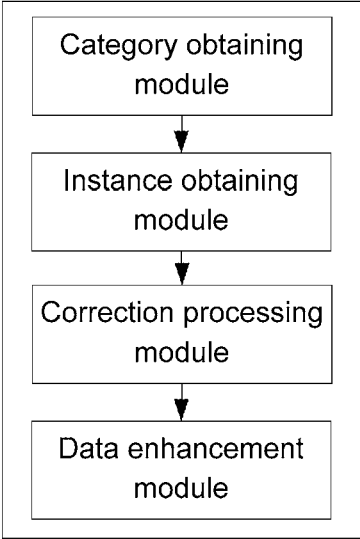 Category obtaining
module
Instance obtaining
module
Correction processing
module
Data enhancement
module